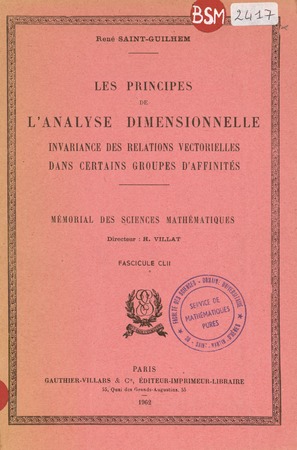 BSM
2417
René SAINT-GUILHEM
LES PRINCIPES
DE
L'ANALYSE DIMENSIONNELLE
INVARIANCE DES RELATIONS VECTORIELLES
DANS CERTAINS GROUPES D'AFFINITÉS
MÉMORIAL DES SCIENCES MATHÉMATIQUES
Directeur : H. VILLAT
FASCICULE CLII
SERVICE DE
MATHÉMATIQUES
PURES
PARIS
GAUTHIER-VILLARS & Cie, ÉDITEUR-IMPRIMEUR-LIBRAIRE
55, Quai des Grands-Augustins, 55
1962